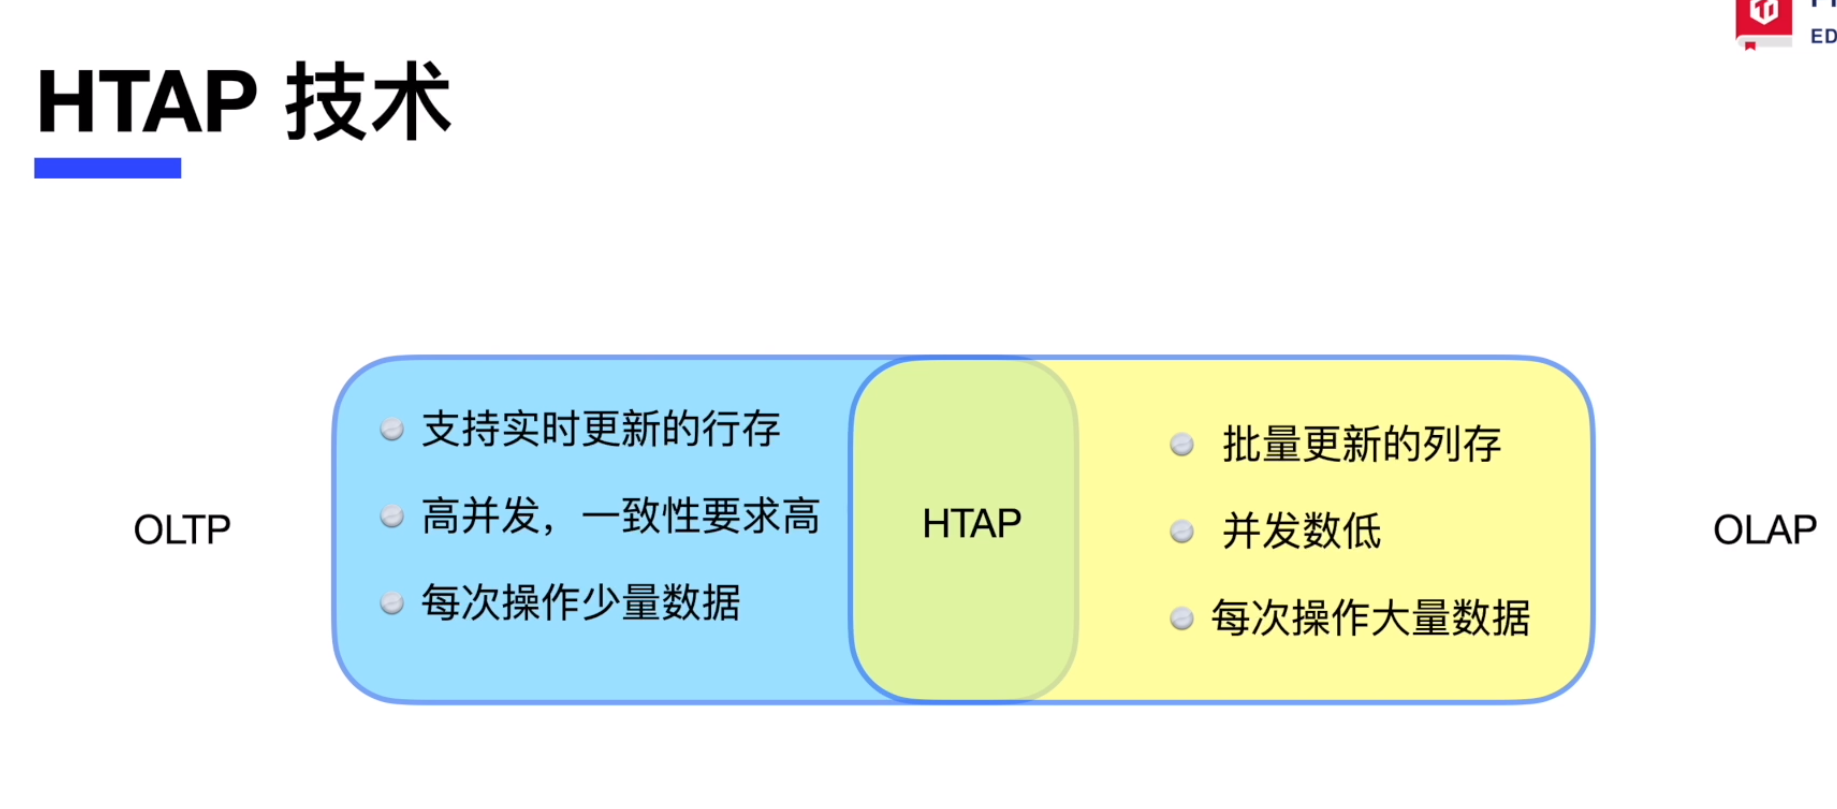 HTAP 技术
OLTP
支持实时更新的行存
高并发，一致性要求高
每次操作少量数据
HTAP
批量更新的列存
并发数低
每次操作大量数据
OLAP